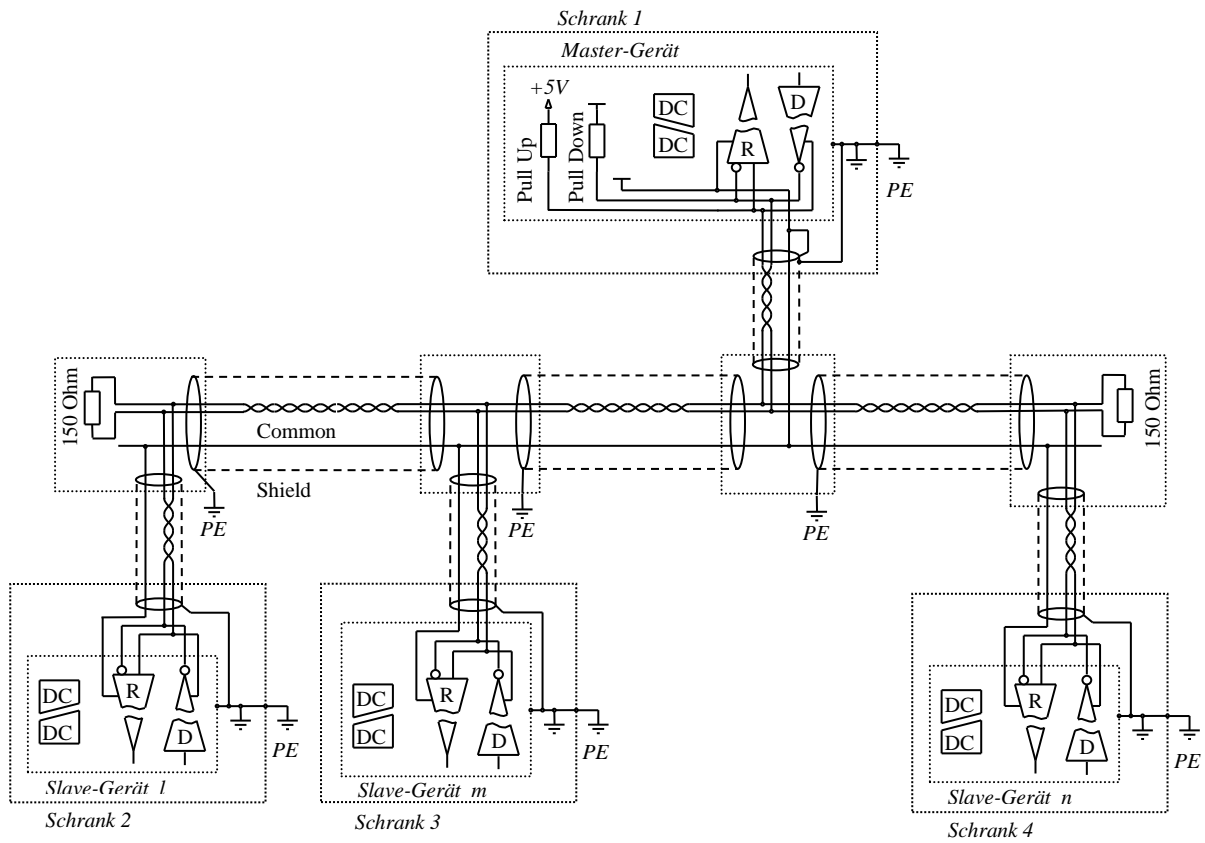 Schrank 1
Master-Gerät
+5V
Pull Up
Pull Down
DC
DC
R
D
PE
150 Ohm
Common
Shield
PE
PE
PE
150 Ohm
DC
DC
R
D
PE
Slave-Gerät l
Schrank 2
DC
DC
R
D
PE
Slave-Gerät m
Schrank 3
DC
DC
R
D
PE
Slave-Gerät n
Schrank 4